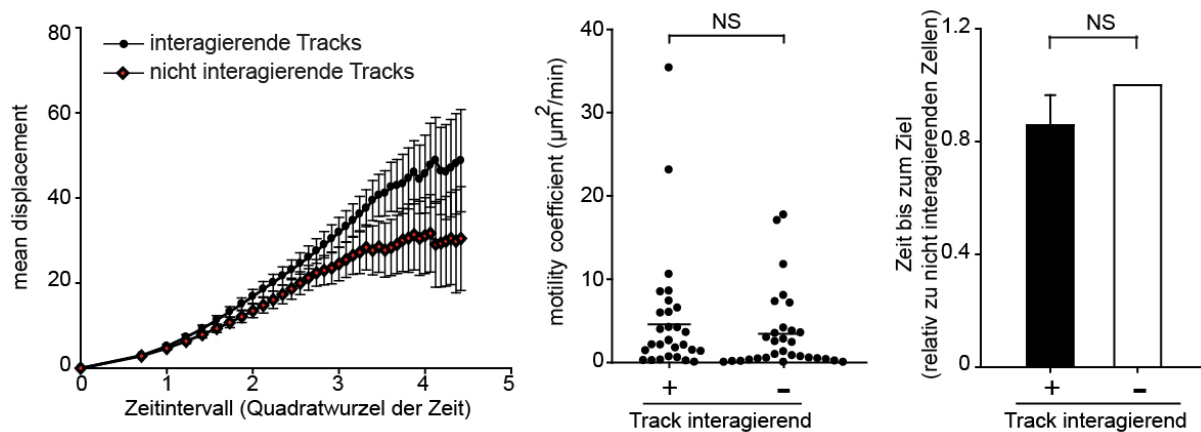 80
60
40
20
0
mean displacement
interagierende Tracks
nicht interagierende Tracks
0 1 2 3 4 5
Zeitintervall (Quadratwurzel der Zeit)
NS
40
30
20
10
0
motility coefficient (µm²/min)
+ -
Track interagierend
NS
1.2
0.8
0.4
0
Zeit bis zum Ziel
(relativ zu nicht interagierenden Zellen)
+ -
Track interagierend